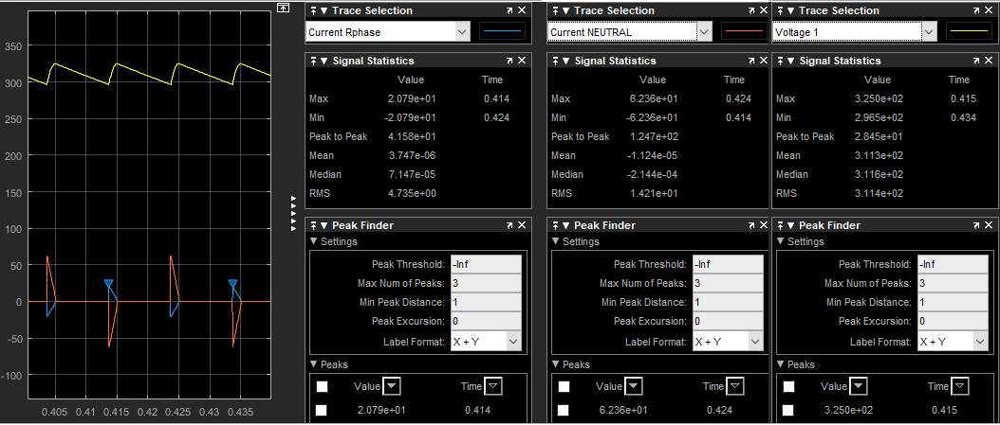 350
300
250
200
150
100
50
0
-50
-100
0.405 0.41 0.415 0.42 0.425 0.43 0.435
Trace Selection
Current Rphase
Signal Statistics
Value Time
Max 2.079e+01 0.414
Min -2.079e+01 0.424
Peak to Peak 4.158e+01
Mean 3.747e-06
Median 7.147e-05
RMS 4.735e+00
Peak Finder
Settings
Peak Threshold: -Inf
Max Num of Peaks: 3
Min Peak Distance: 1
Peak Excursion: 0
Label Format: X + Y
Peaks
Value Time
2.079e+01 0.414
Trace Selection
Current NEUTRAL
Signal Statistics
Value Time
Max 6.236e+01 0.424
Min -6.236e+01 0.414
Peak to Peak 1.247e+02
Mean -1.124e-05
Median -2.144e-04
RMS 1.421e+01
Peak Finder
Settings
Peak Threshold: -Inf
Max Num of Peaks: 3
Min Peak Distance: 1
Peak Excursion: 0
Label Format: X + Y
Peaks
Value Time
6.236e+01 0.424
Trace Selection
Voltage 1
Signal Statistics
Value Time
Max 3.250e+02 0.415
Min 2.965e+02 0.434
Peak to Peak 2.845e+01
Mean 3.113e+02
Median 3.116e+02
RMS 3.114e+02
Peak Finder
Settings
Peak Threshold: -Inf
Max Num of Peaks: 3
Min Peak Distance: 1
Peak Excursion: 0
Label Format: X + Y
Peaks
Value Time
3.250e+02 0.415